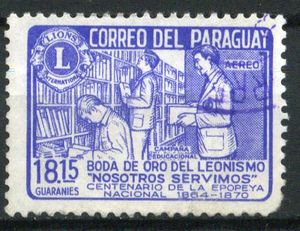 CORREO DEL PARAGUAY
LIONS
L
INTERNATIONAL
AEREO
CAMPAÑA
EDUCACIONAL
18.15
GUARANIES
BODA DE ORO DEL LEONISMO
"NOSOTROS SERVIMOS"
CENTENARIO DE LA EPOPEYA
NACIONAL 1864-1870